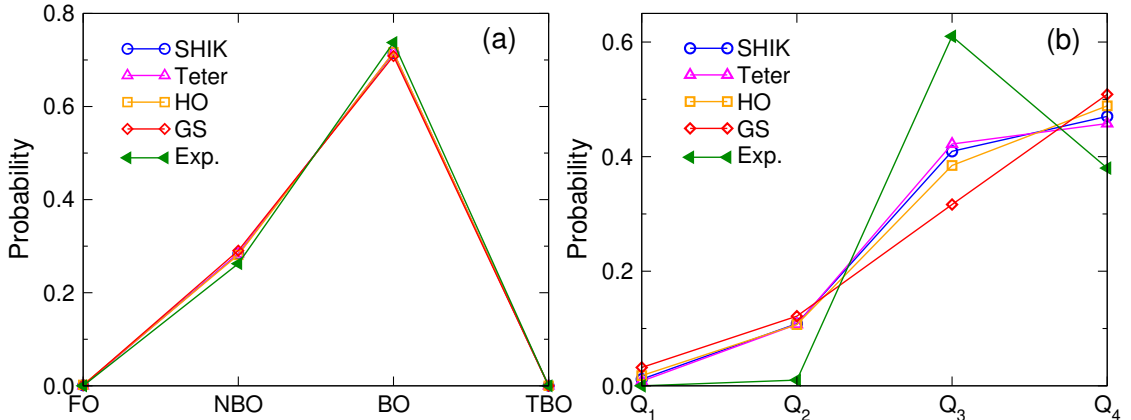 (a)
SHIK
Teter
HO
GS
Exp.
Probability
0.8
0.6
0.4
0.2
0.0
FO NBO BO TBO
(b)
SHIK
Teter
HO
GS
Exp.
Probability
0.6
0.4
0.2
0.0
Q1 Q2 Q3 Q4